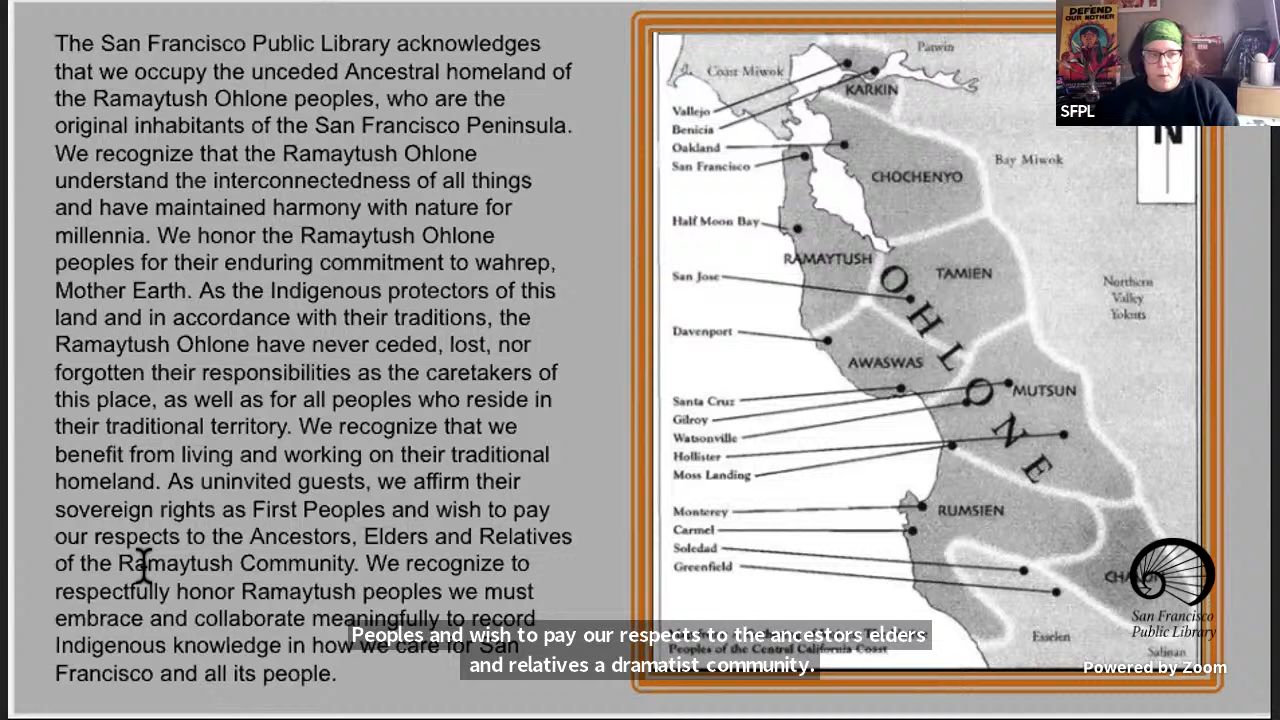 The San Francisco Public Library acknowledges
that we occupy the unceded Ancestral homeland of
the Ramaytush Ohlone peoples, who are the
original inhabitants of the San Francisco Peninsula.
We recognize that the Ramaytush Ohlone
understand the interconnectedness of all things
and have maintained harmony with nature for
millennia. We honor the Ramaytush Ohlone
peoples for their enduring commitment to wahrep,
Mother Earth. As the Indigenous protectors of this
land and in accordance with their traditions, the
Ramaytush Ohlone have never ceded, lost, nor
forgotten their responsibilities as the caretakers of
this place, as well as for all peoples who reside in
their traditional territory. We recognize that we
benefit from living and working on their traditional
homeland. As uninvited guests, we affirm their
sovereign rights as First Peoples and wish to pay
our respects to the Ancestors, Elders and Relatives
of the Ramaytush Community. We recognize to
respectfully honor Ramaytush peoples we must
embrace and collaborate meaningfully to record
Indigenous knowledge in how we care for San
Francisco and all its people.
Patwin
Coast Miwok
KARKIN
Vallejo
Benicia
Oakland
San Francisco
Bay Miwok
CHOCHENYO
Half Moon Bay
RAMAYTUSH
San Jose
TAMIEN
Northern
Valley
Yokuts
OHLONE
Davenport
AWASWAS
MUTSUN
Santa Cruz
Gilroy
Watsonville
Hollister
Moss Landing
Monterey
RUMSIEN
Carmel
Soledad
Greenfield
Esselen
Salinan
Peoples of the Central California Coast
N
DEFEND
OUR MOTHER
SFPL
San Francisco
Public Library
Peoples and wish to pay our respects to the ancestors elders
and relatives a dramatist community.
Powered by Zoom